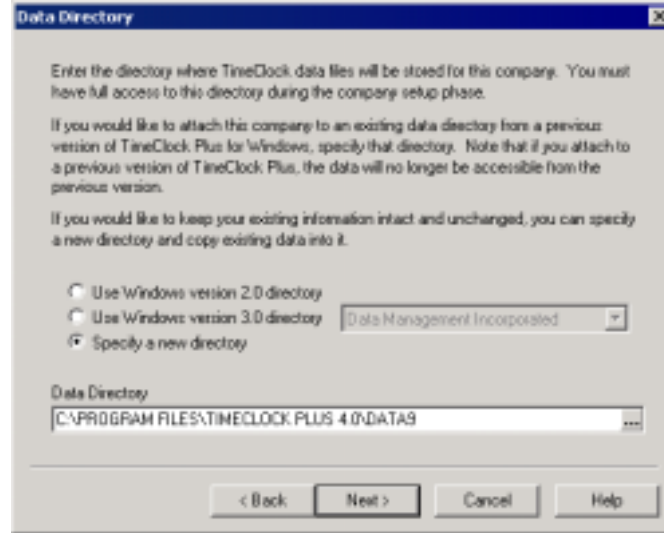 Data Directory
Enter the directory where TimeClock data files will be stored for this company. You must
have full access to this directory during the company setup phase.
If you would like to attach this company to an existing data directory from a previous
version of TimeClock Plus for Windows, specify that directory. Note that if you attach to
a previous version of TimeClock Plus, the data will no longer be accessible from the
previous version.
If you would like to keep your existing information intact and unchanged, you can specify
a new directory and copy existing data into it.
Use Windows version 2.0 directory
Use Windows version 3.0 directory Data Management Incorporated
Specify a new directory
Data Directory
C:\PROGRAM FILES\TIMECLOCK PLUS 4.0\DATA9 ...
< Back Next > Cancel Help